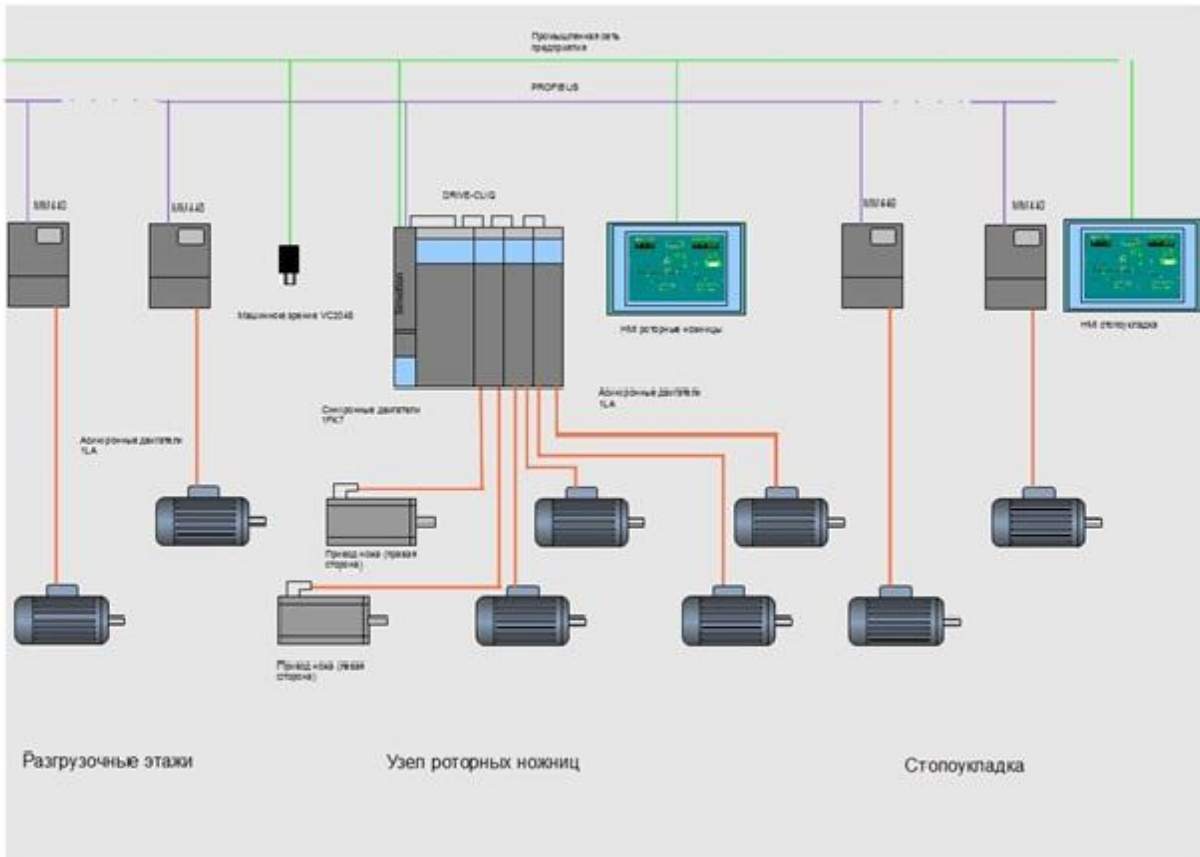 Промышленная сеть
предприятия
PROFIBUS
MM440
MM440
DRIVE-CLiQ
MM440
MM440
Simotion
Машинное зрение VC2048
HMI роторные ножницы
HMI стопоукладка
Синхронные двигатели
1FK7
Асинхронные двигатели
1LA
Асинхронные двигатели
1LA
Привод ножа (правая
сторона)
Привод ножа (левая
сторона)
Разгрузочные этажи
Узел роторных ножниц
Стопоукладка